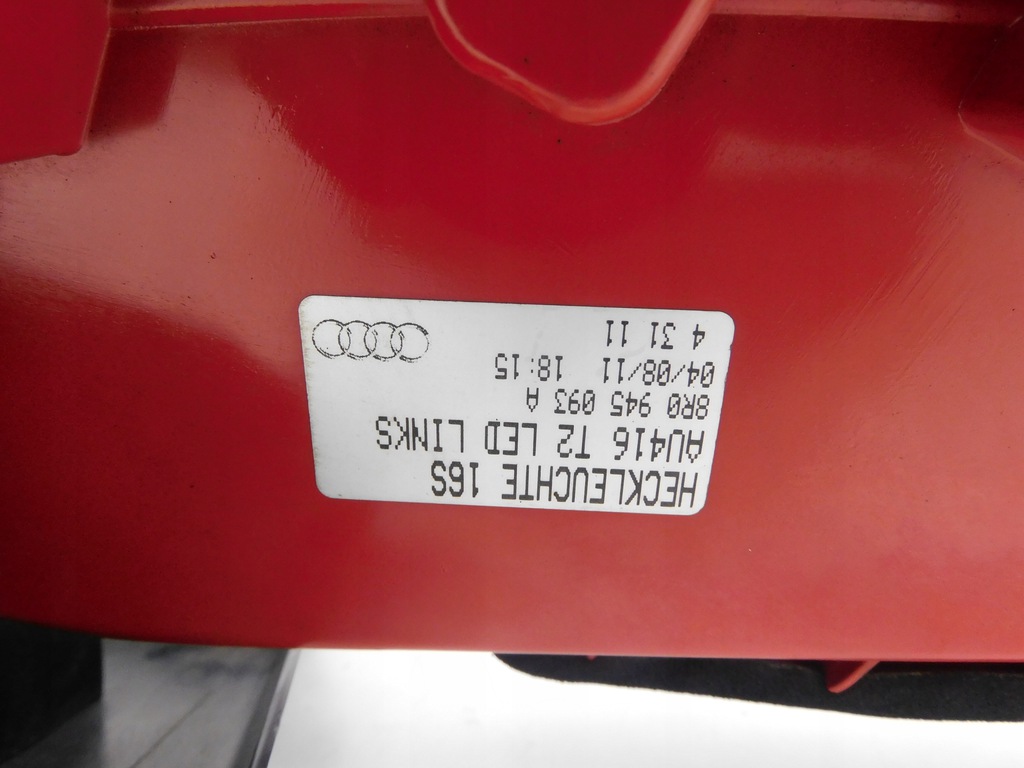 HECKLEUCHTE 16S
AU416 T2 LED LINKS
8R0 945 093 A
04/08/11 18:15
4 31 11